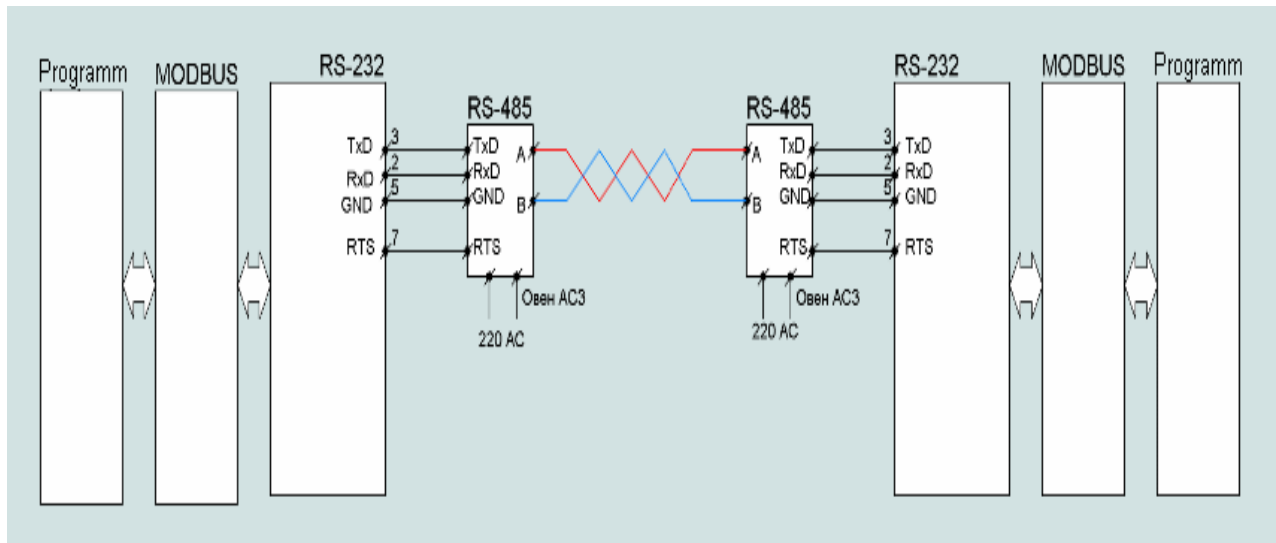 Programm
MODBUS
RS-232
RS-485
RS-485
RS-232
MODBUS
Programm
TxD 3 TxD A
RxD 2 RxD
GND 5 GND B
RTS 7 RTS
A TxD 3 TxD
RxD 2 RxD
B GND 5 GND
RTS 7 RTS
Овен АС3
220 AC
Овен АС3
220 AC